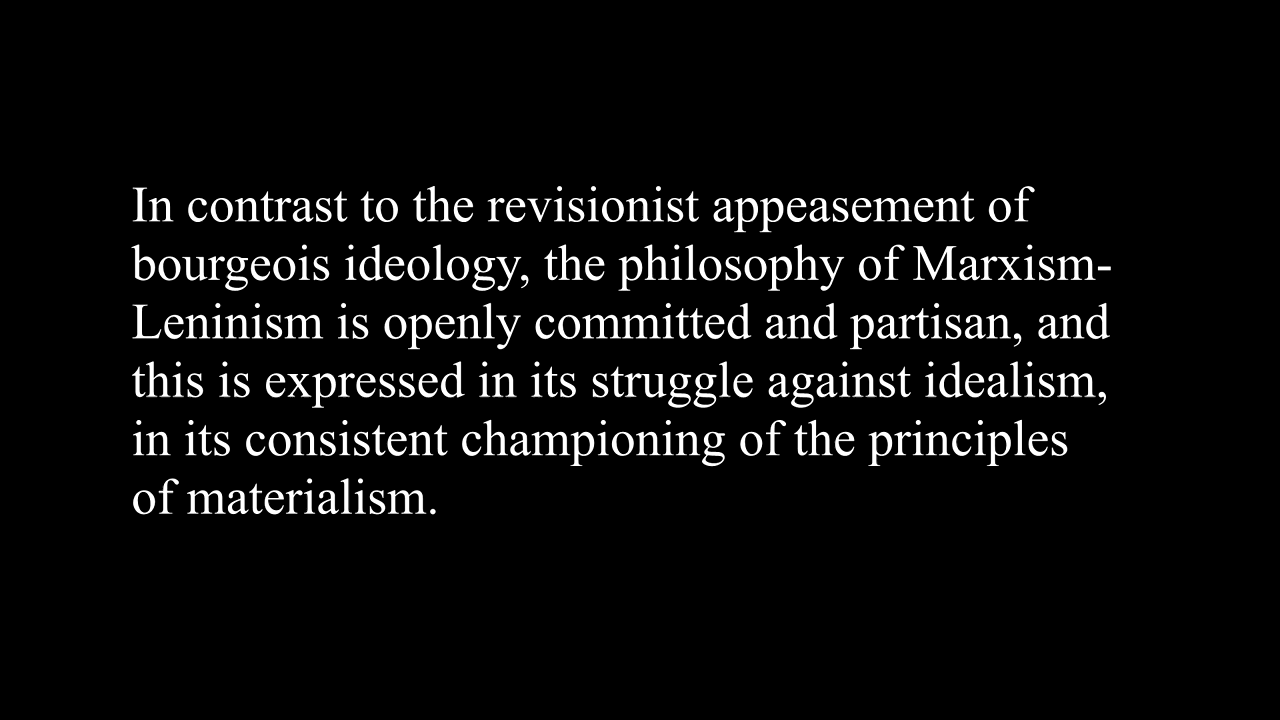 In contrast to the revisionist appeasement of
bourgeois ideology, the philosophy of Marxism-
Leninism is openly committed and partisan, and
this is expressed in its struggle against idealism,
in its consistent championing of the principles
of materialism.